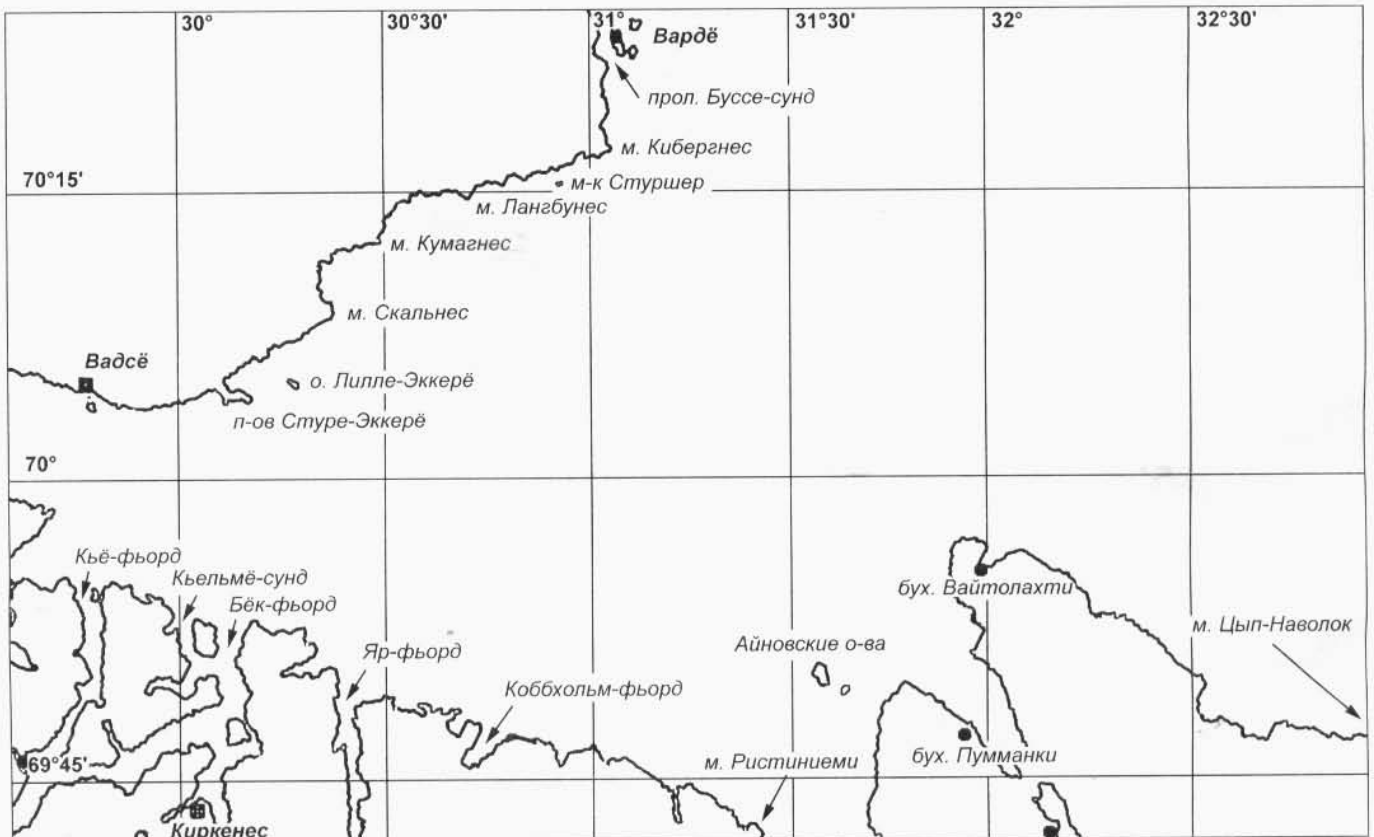 30°
30°30'
31°
31°30'
32°
32°30'
Вардё
прол. Буссе-сунд
м. Кибергнес
70°15'
м-к Стуршер
м. Лангбунес
м. Кумагнес
м. Скальнес
Вадсё
о. Лилле-Эккерё
п-ов Стуре-Эккерё
70°
Кьё-фьорд
Кьельмё-сунд
Бёк-фьорд
бух. Вайтолахти
м. Цып-Наволок
Айновские о-ва
Яр-фьорд
Коббхольм-фьорд
бух. Пумманки
м. Ристиниеми
69°45'
Киркенес